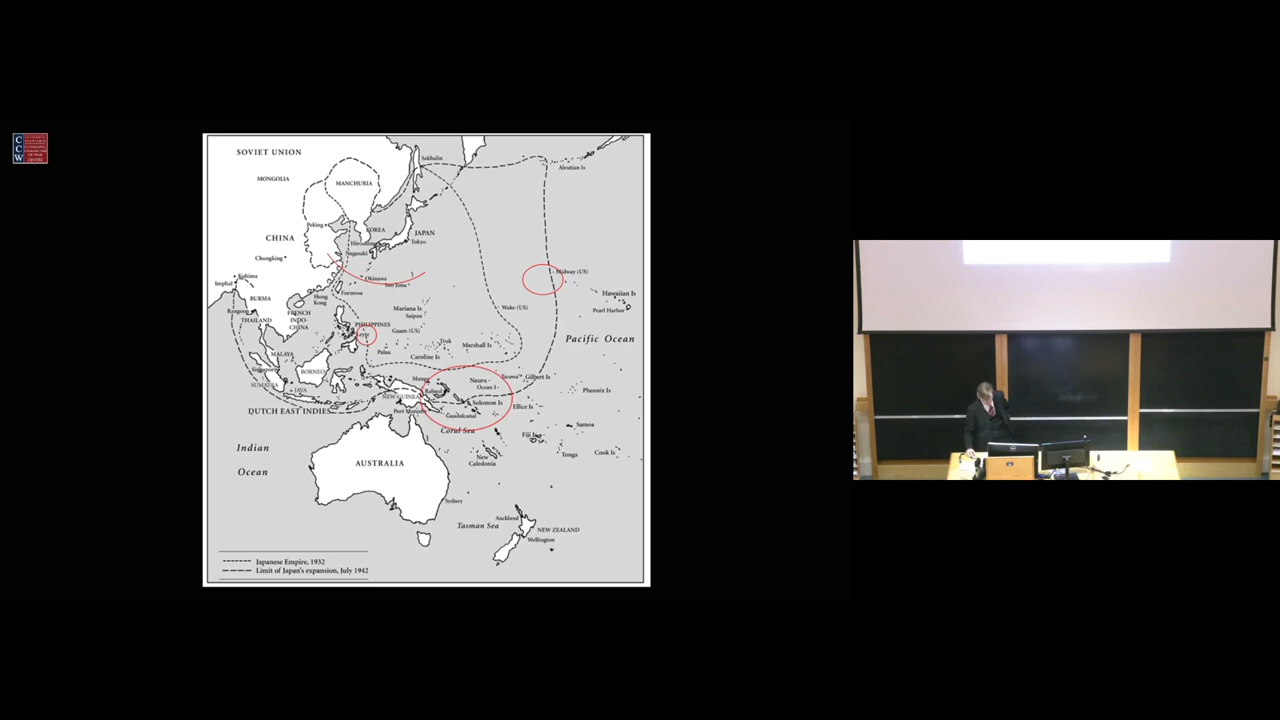 C
C
W
SOVIET UNION
Sakhalin
Aleutian Is
MONGOLIA
MANCHURIA
Peking
KOREA
JAPAN
CHINA
Hiroshima
Tokyo
Nagasaki
Chungking
Kohima
Okinawa
Midway (US)
Imphal
Iwo Jima
BURMA
Hong
Kong
Formosa
Hawaiian Is
Rangoon
FRENCH
INDO-
CHINA
Mariana Is
Saipan
Wake (US)
Pearl Harbor
THAILAND
PHILIPPINES
Leyte
Guam (US)
Pacific Ocean
MALAYA
Palau
Truk
Marshall Is
Caroline Is
Singapore
BORNEO
SUMATRA
JAVA
Nauru
Ocean I
Tarawa
Gilbert Is
Phoenix Is
NEW GUINEA
Rabaul
Solomon Is
Ellice Is
DUTCH EAST INDIES
Port Moresby
Guadalcanal
Coral Sea
Samoa
Fiji Is
Indian
Ocean
New
Caledonia
Tonga
Cook Is
AUSTRALIA
Sydney
Tasman Sea
Auckland
NEW ZEALAND
Wellington
Japanese Empire, 1932
Limit of Japan's expansion, July 1942